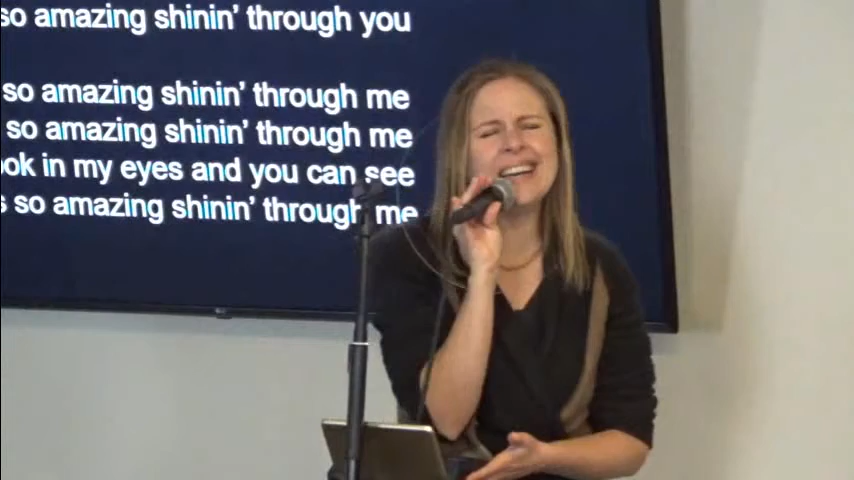 so amazing shinin' through you
so amazing shinin' through me
so amazing shinin' through me
in my eyes and you can see
so amazing shinin' through me